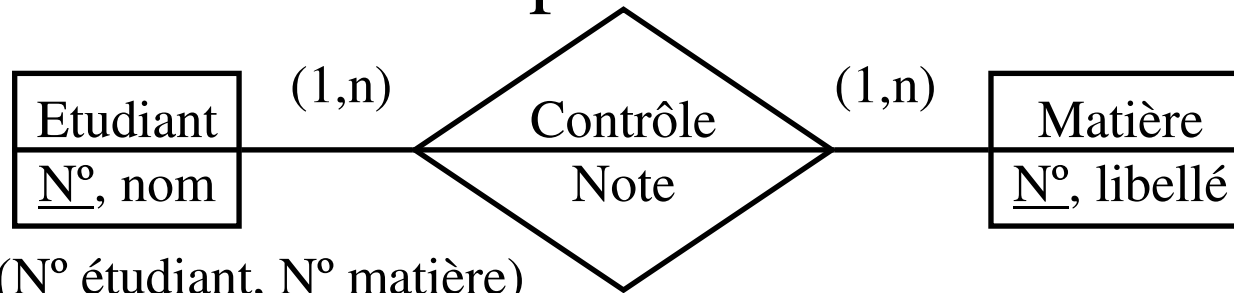 (1,n) (1,n)
Etudiant Contrôle Matière
Nº, nom Note Nº, libellé
(Nº étudiant, Nº matière)